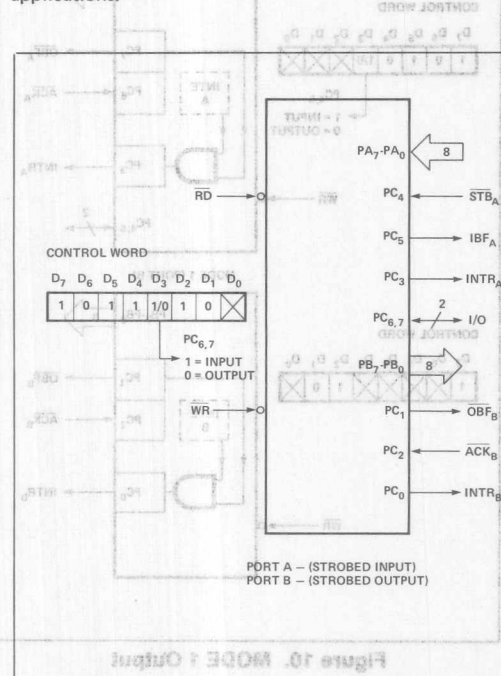 applications.
PA7-PA0 8
RD PC4 STBA
PC5 IBFA
CONTROL WORD
PC3 INTRA
D7 D6 D5 D4 D3 D2 D1 D0
1 0 1 1 1/0 1 0 X
PC6,7 2 I/O
PC6,7
1 = INPUT
0 = OUTPUT
PB7-PB0 8
WR PC1 OBFB
PC2 ACKB
PC0 INTRB
PORT A – (STROBED INPUT)
PORT B – (STROBED OUTPUT)
Figure 10. MODE 1 Output